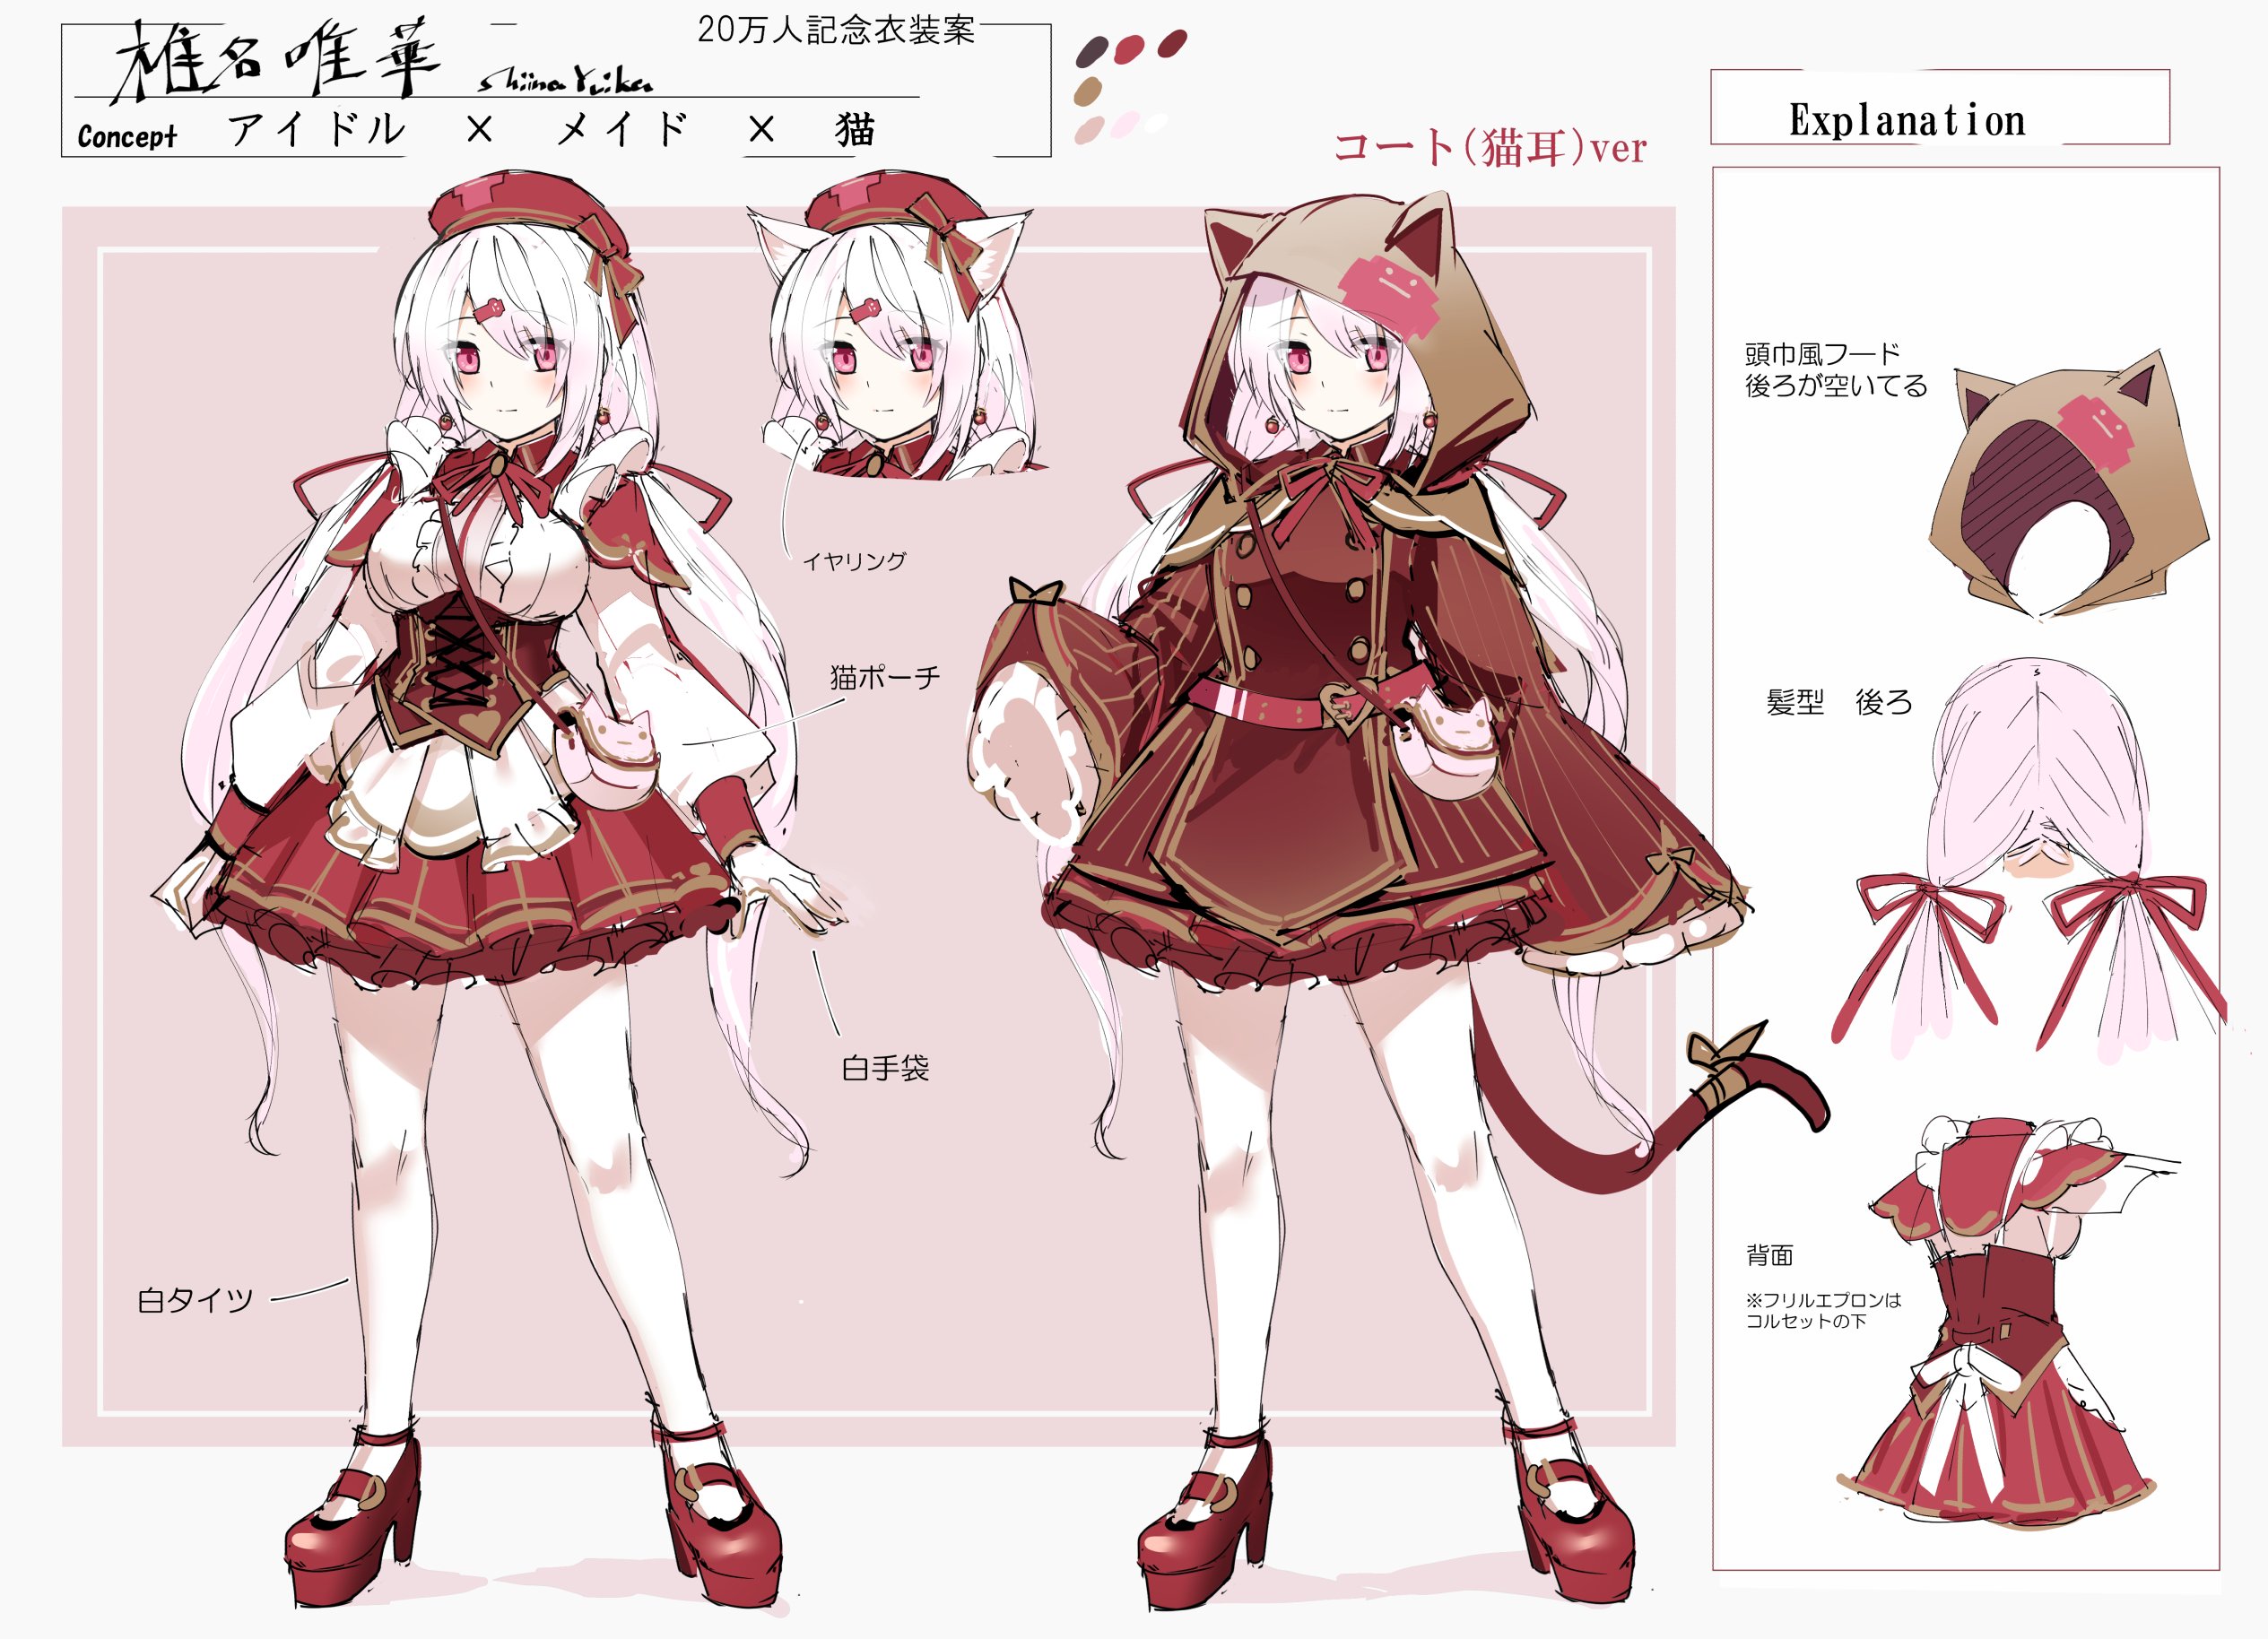 椎名唯華 Shiina Yuika
20万人記念衣装案
Concept アイドル × メイド × 猫
コート(猫耳)ver
Explanation
イヤリング
猫ポーチ
白手袋
白タイツ
頭巾風フード
後ろが空いてる
髪型 後ろ
背面
※フリルエプロンは
コルセットの下